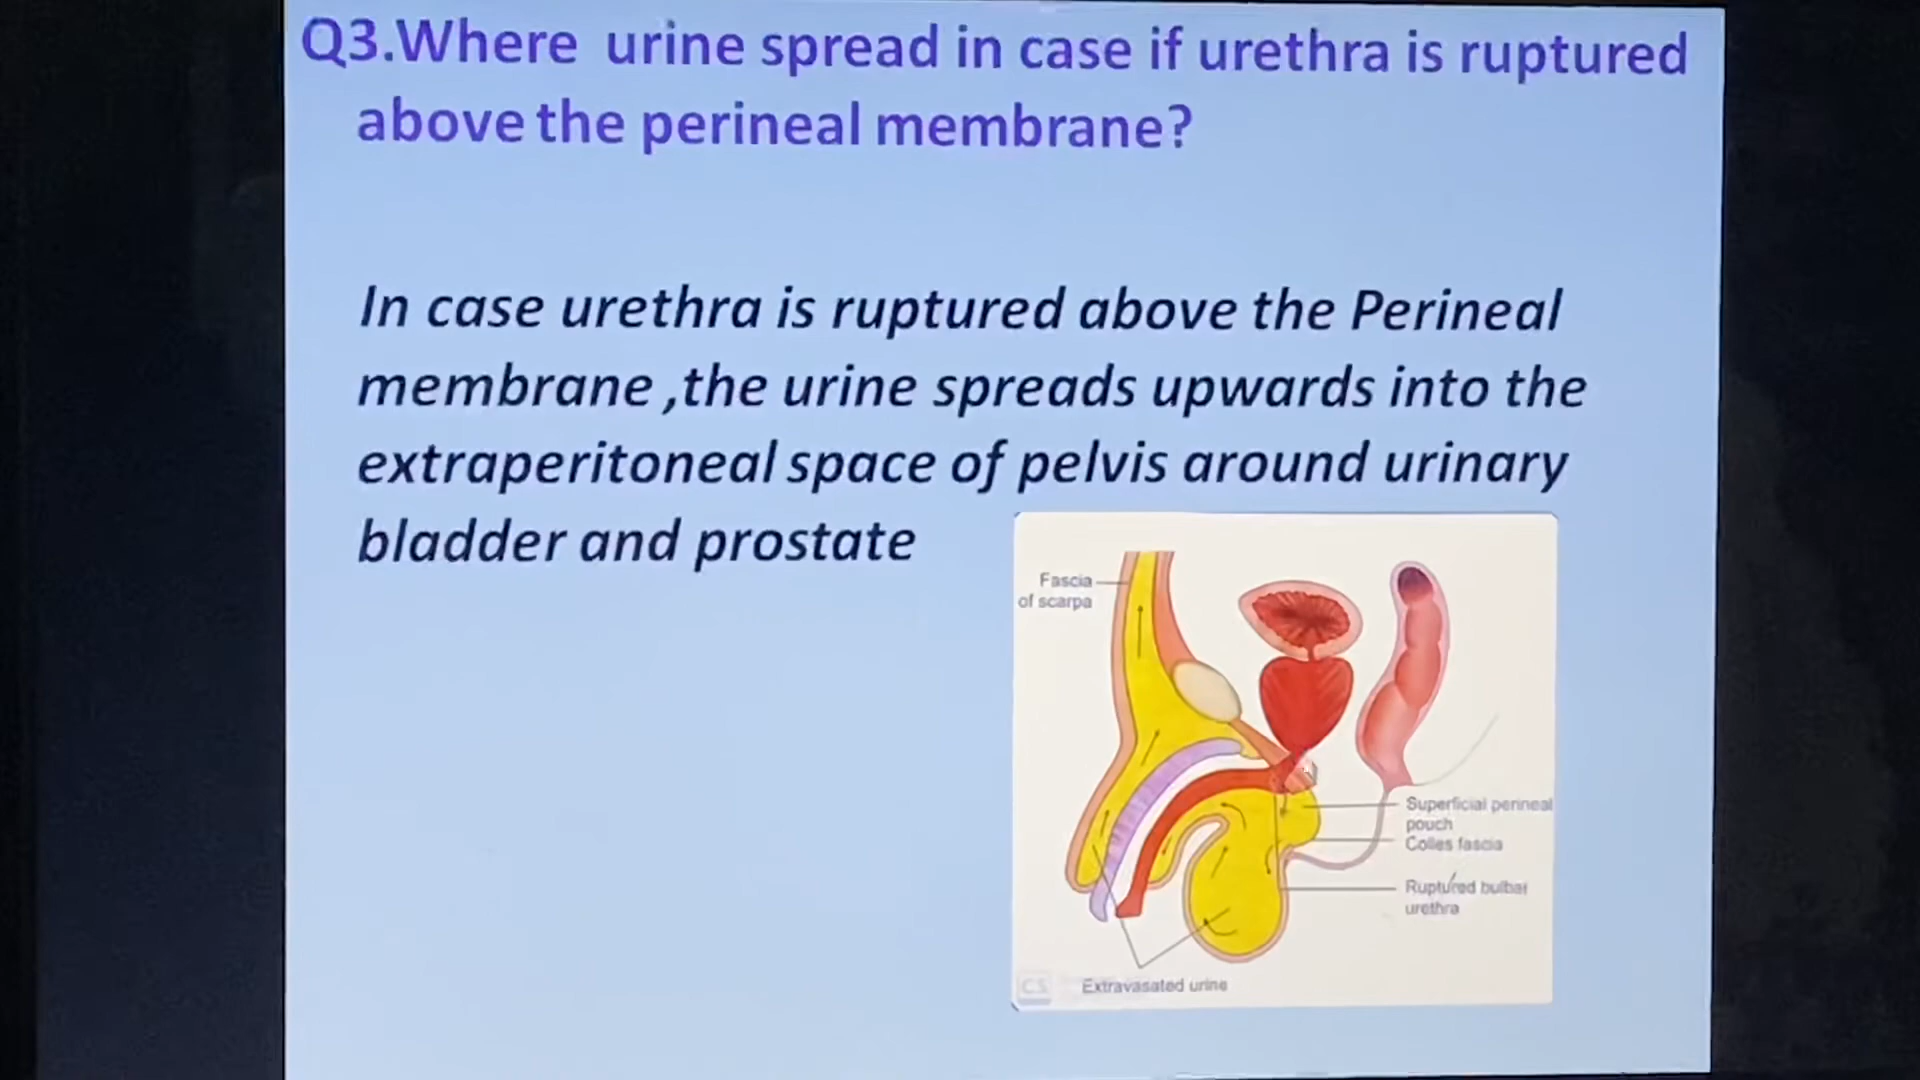 Q3.Where urine spread in case if urethra is ruptured
above the perineal membrane?
In case urethra is ruptured above the Perineal
membrane ,the urine spreads upwards into the
extraperitoneal space of pelvis around urinary
bladder and prostate
Fascia
of scarpa
Superficial perineal
pouch
Colles fascia
Ruptured bulbar
urethra
Extravasated urine
CS